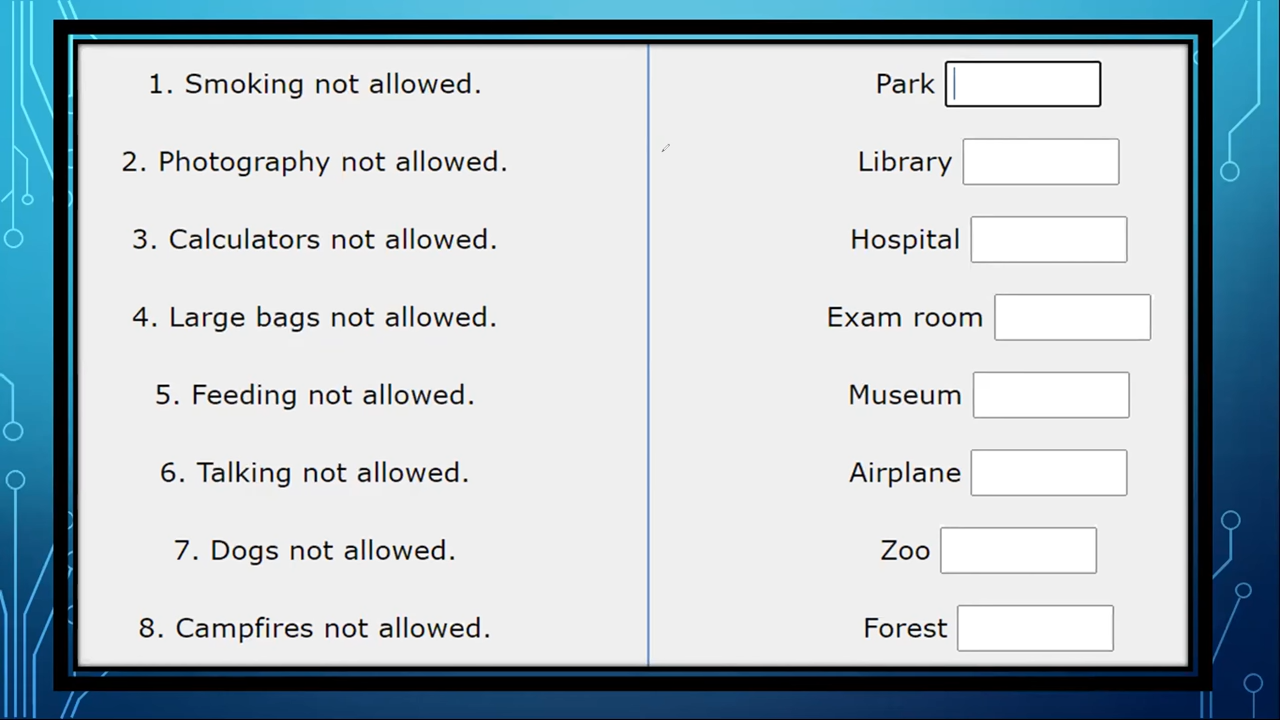 1. Smoking not allowed.
Park
2. Photography not allowed.
Library
3. Calculators not allowed.
Hospital
4. Large bags not allowed.
Exam room
5. Feeding not allowed.
Museum
6. Talking not allowed.
Airplane
7. Dogs not allowed.
Zoo
8. Campfires not allowed.
Forest